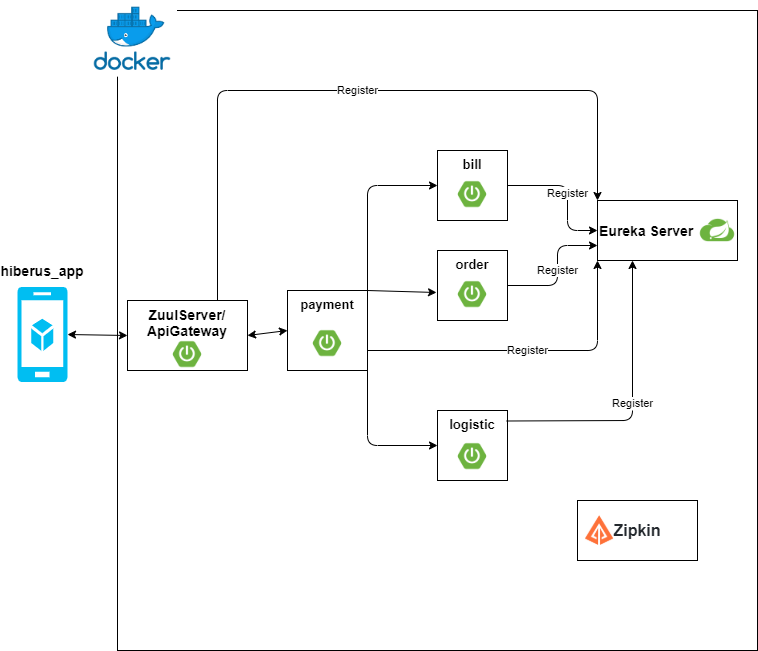 docker
Register
bill
Register
Eureka Server
order
Register
hiberus_app
ZuulServer/
ApiGateway
payment
Register
Register
logistic
Zipkin